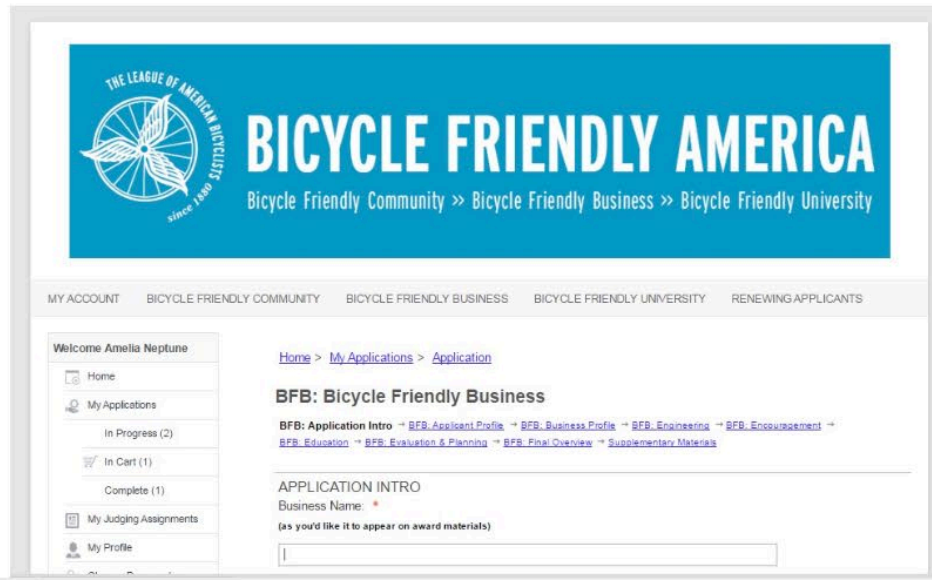 THE LEAGUE OF AMERICAN BICYCLISTS
since 1880
BICYCLE FRIENDLY AMERICA
Bicycle Friendly Community >> Bicycle Friendly Business >> Bicycle Friendly University
MY ACCOUNT BICYCLE FRIENDLY COMMUNITY BICYCLE FRIENDLY BUSINESS BICYCLE FRIENDLY UNIVERSITY RENEWING APPLICANTS
Welcome Amelia Neptune
Home
My Applications
In Progress (2)
In Cart (1)
Complete (1)
My Judging Assignments
My Profile
Home > My Applications > Application
BFB: Bicycle Friendly Business
BFB: Application Intro → BFB: Applicant Profile → BFB: Business Profile → BFB: Engineering → BFB: Encouragement →
BFB: Education → BFB: Evaluation & Planning → BFB: Final Overview → Supplementary Materials
APPLICATION INTRO
Business Name: *
(as you'd like it to appear on award materials)